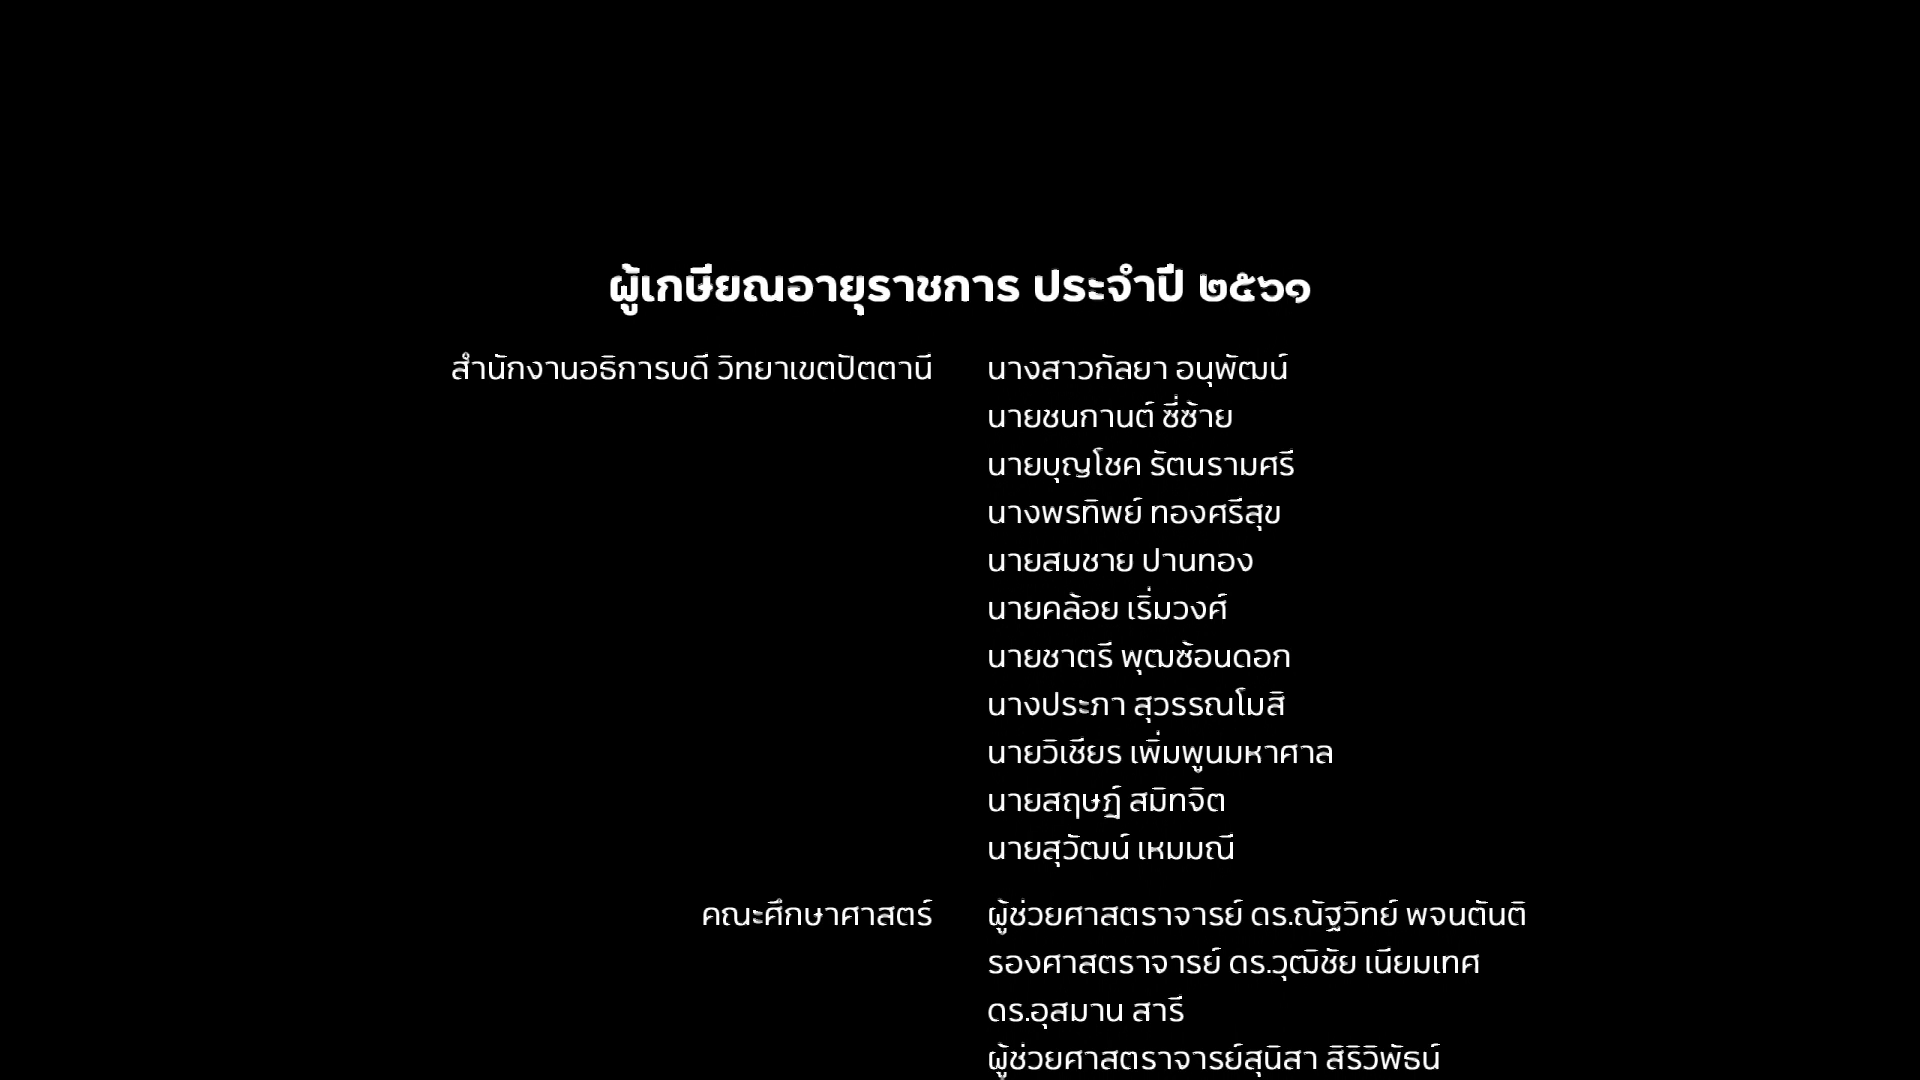 ผู้เกษียณอายุราชการ ประจำปี ๒๕๖๑
สำนักงานอธิการบดี วิทยาเขตปัตตานี นางสาวกัลยา อนุพัฒน์
นายชนกานต์ ซี่ซ้าย
นายบุญโชค รัตนรามศรี
นางพรทิพย์ ทองศรีสุข
นายสมชาย ปานทอง
นายคล้อย เริ่มวงศ์
นายชาตรี พุฒซ้อนดอก
นางประภา สุวรรณโมสิ
นายวิเชียร เพิ่มพูนมหาศาล
นายสฤษฎ์ สมิทจิต
นายสุวัฒน์ เหมมณี
คณะศึกษาศาสตร์ ผู้ช่วยศาสตราจารย์ ดร.ณัฐวิทย์ พจนตันติ
รองศาสตราจารย์ ดร.วุฒิชัย เนียมเทศ
ดร.อุสมาน สารี
ผู้ช่วยศาสตราจารย์สุนิสา สิริวิพัธน์